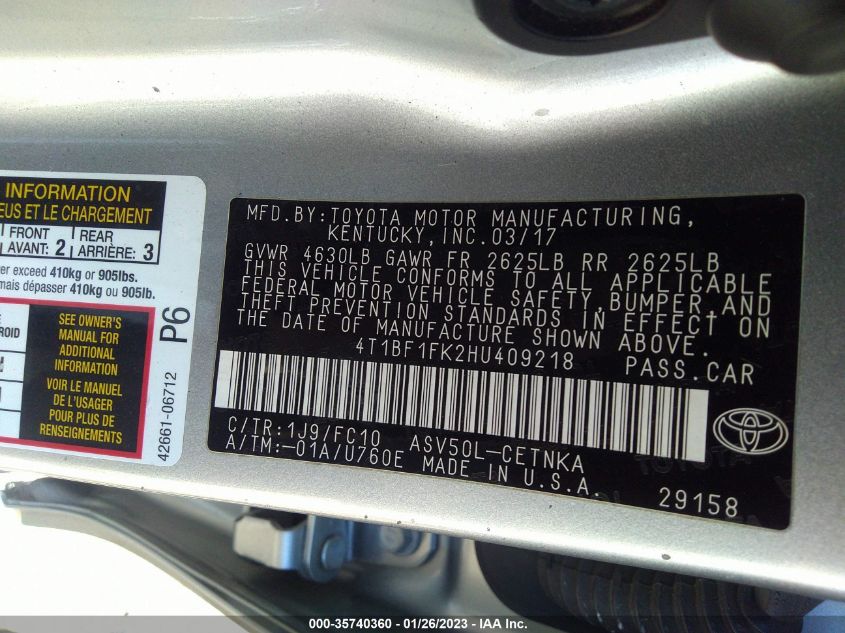 INFORMATION
EUS ET LE CHARGEMENT
FRONT
AVANT: 2
REAR
ARRIÈRE: 3
er exceed 410kg or 905lbs.
mais dépasser 410kg ou 905lb.
ROID
SEE OWNER'S
MANUAL FOR
ADDITIONAL
INFORMATION
VOIR LE MANUEL
DE L'USAGER
POUR PLUS DE
RENSEIGNEMENTS
P6
42661-06712
MFD.BY:TOYOTA MOTOR MANUFACTURING,
KENTUCKY, INC.03/17
GVWR 4630LB GAWR FR 2625LB RR 2625LB
THIS VEHICLE CONFORMS TO ALL APPLICABLE
FEDERAL MOTOR VEHICLE SAFETY, BUMPER, AND
THEFT PREVENTION STANDARDS IN EFFECT ON
THE DATE OF MANUFACTURE SHOWN ABOVE.
4T1BF1FK2HU409218 PASS.CAR
C/TR:1J9/FC10 ASV50L-CETNKA
A/TM:-01A/U760E MADE IN U.S.A.
29158
TOYOTA
000-35740360 — 01/26/2023 — IAA Inc.